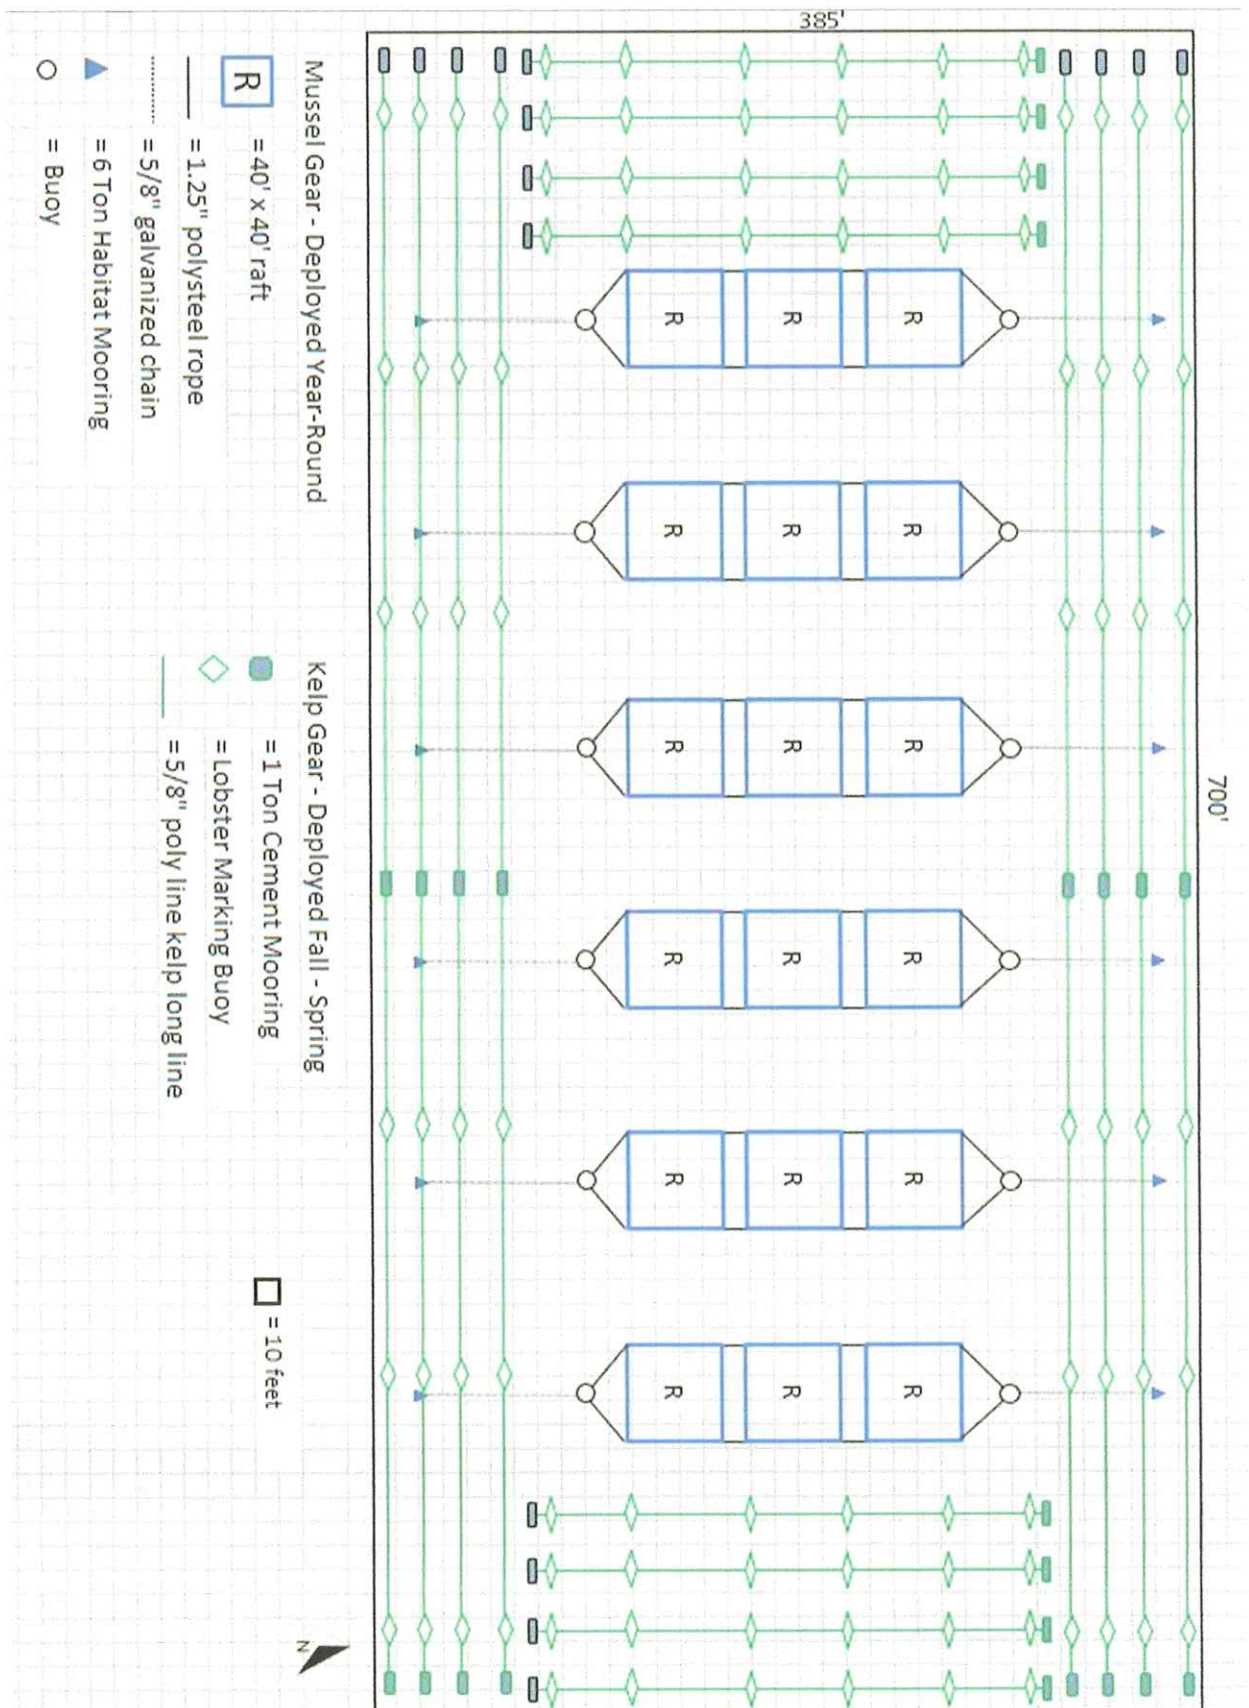 700'
385'
R R R R R R
R R R R R R
R R R R R R
Mussel Gear - Deployed Year-Round
R = 40' x 40' raft
= 1.25" polysteel rope
= 5/8" galvanized chain
= 6 Ton Habitat Mooring
= Buoy
Kelp Gear - Deployed Fall - Spring
= 1 Ton Cement Mooring
= Lobster Marking Buoy
= 5/8" poly line kelp long line
= 10 feet
N